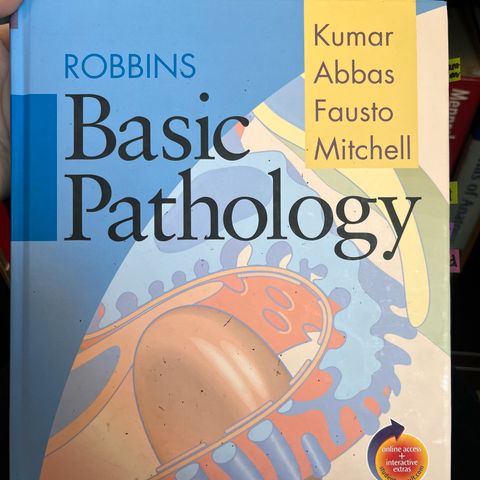 ROBBINS
Basic
Pathology
Kumar
Abbas
Fausto
Mitchell
online access
+
interactive
extras